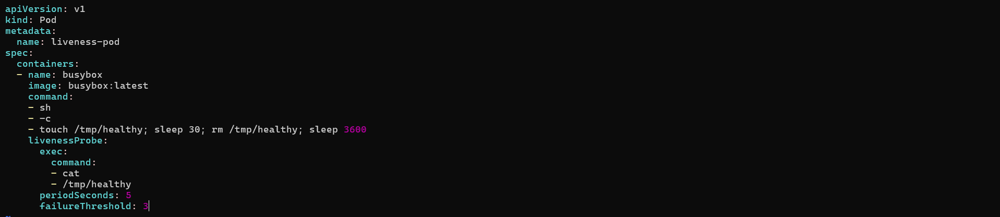 apiVersion: v1
kind: Pod
metadata:
  name: liveness-pod
spec:
  containers:
  - name: busybox
    image: busybox:latest
    command:
    - sh
    - -c
    - touch /tmp/healthy; sleep 30; rm /tmp/healthy; sleep 3600
    livenessProbe:
      exec:
        command:
        - cat
        - /tmp/healthy
      periodSeconds: 5
      failureThreshold: 3
~